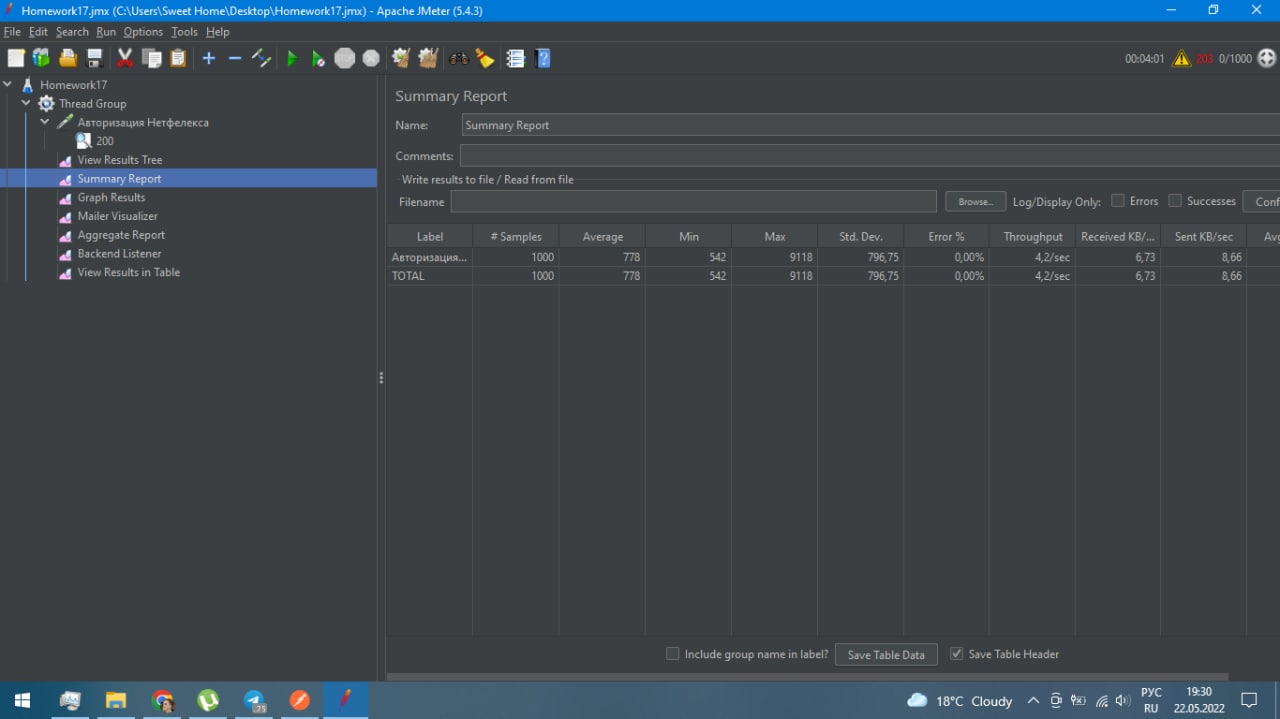 Homework17.jmx (C:\Users\Sweet Home\Desktop\Homework17.jmx) - Apache JMeter (5.4.3)
File Edit Search Run Options Tools Help
00:04:01 203 0/1000
Homework17
Thread Group
Авторизация Нетфелекса
200
View Results Tree
Summary Report
Graph Results
Mailer Visualizer
Aggregate Report
Backend Listener
View Results in Table
Summary Report
Name: Summary Report
Comments:
Write results to file / Read from file
Filename Browse... Log/Display Only: Errors Successes Conf
Label # Samples Average Min Max Std. Dev. Error % Throughput Received KB/... Sent KB/sec Avg
Авторизация... 1000 778 542 9118 796,75 0,00% 4,2/sec 6,73 8,66
TOTAL 1000 778 542 9118 796,75 0,00% 4,2/sec 6,73 8,66
Include group name in label? Save Table Data Save Table Header
75
18°C Cloudy
РУС
RU
19:30
22.05.2022